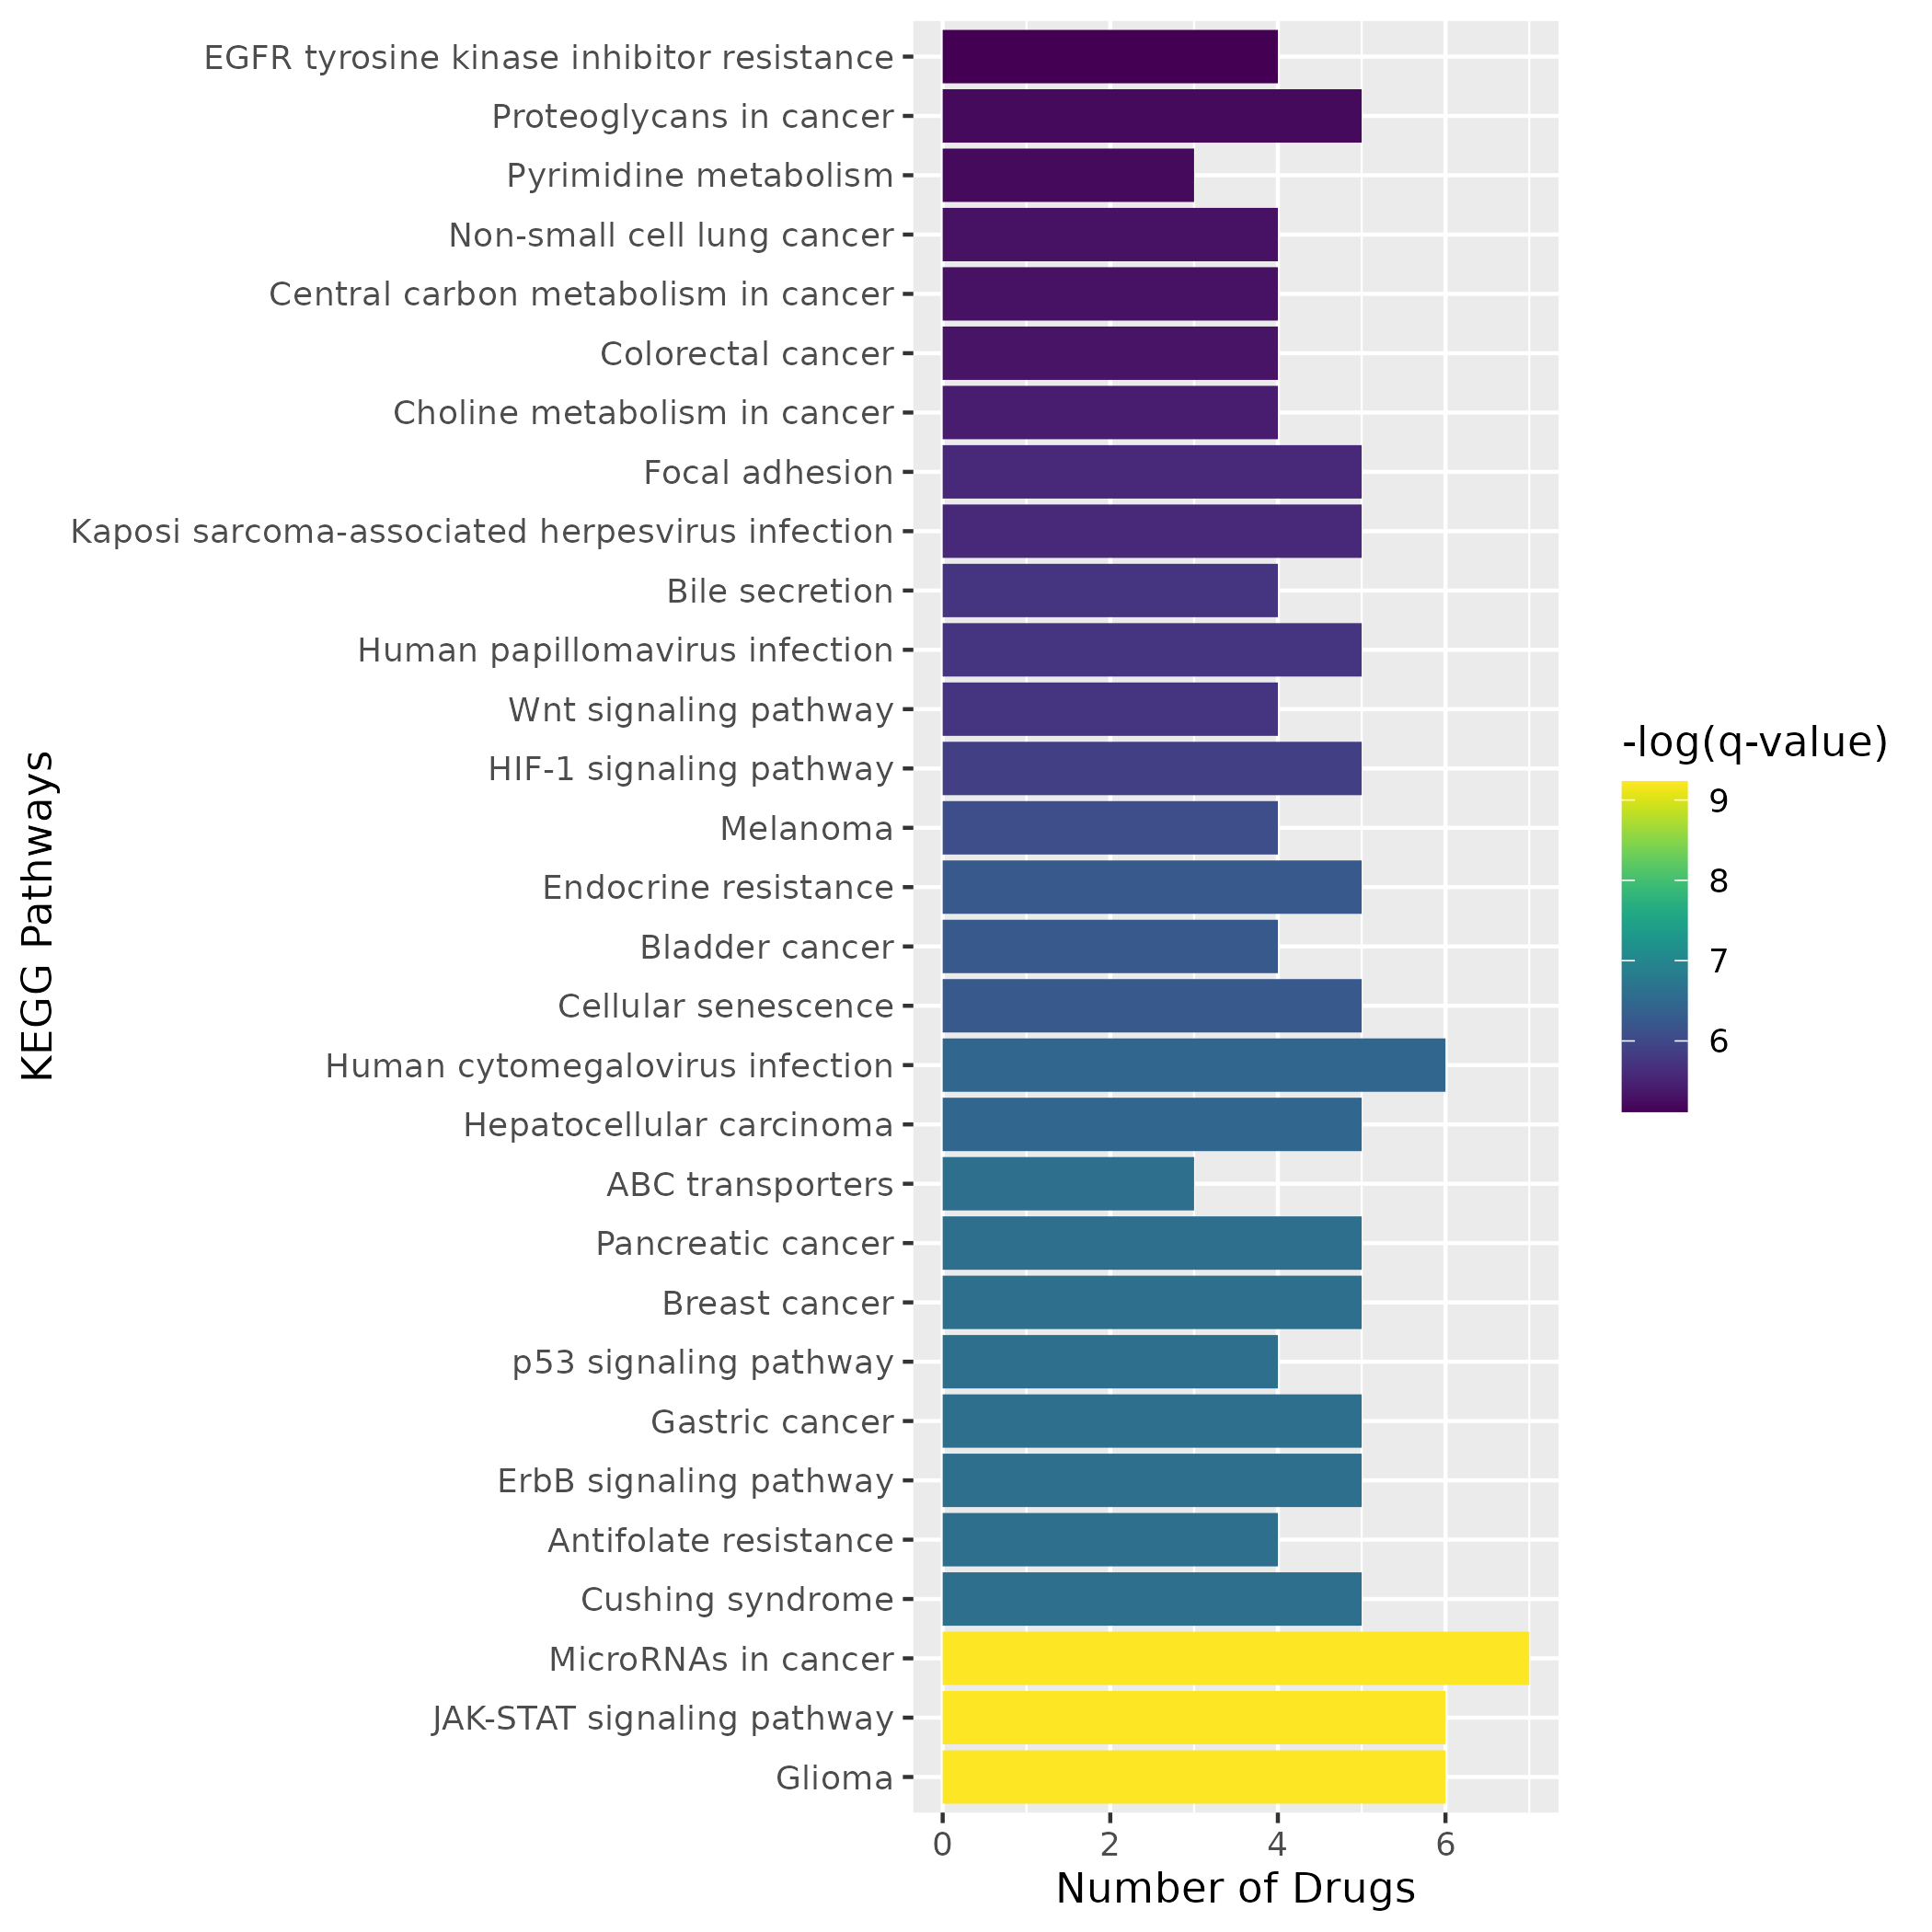 EGFR tyrosine kinase inhibitor resistance
Proteoglycans in cancer
Pyrimidine metabolism
Non-small cell lung cancer
Central carbon metabolism in cancer
Colorectal cancer
Choline metabolism in cancer
Focal adhesion
Kaposi sarcoma-associated herpesvirus infection
Bile secretion
Human papillomavirus infection
Wnt signaling pathway
HIF-1 signaling pathway
Melanoma
Endocrine resistance
Bladder cancer
Cellular senescence
Human cytomegalovirus infection
Hepatocellular carcinoma
ABC transporters
Pancreatic cancer
Breast cancer
p53 signaling pathway
Gastric cancer
ErbB signaling pathway
Antifolate resistance
Cushing syndrome
MicroRNAs in cancer
JAK-STAT signaling pathway
Glioma
KEGG Pathways
0 2 4 6
Number of Drugs
-log(q-value)
9
8
7
6